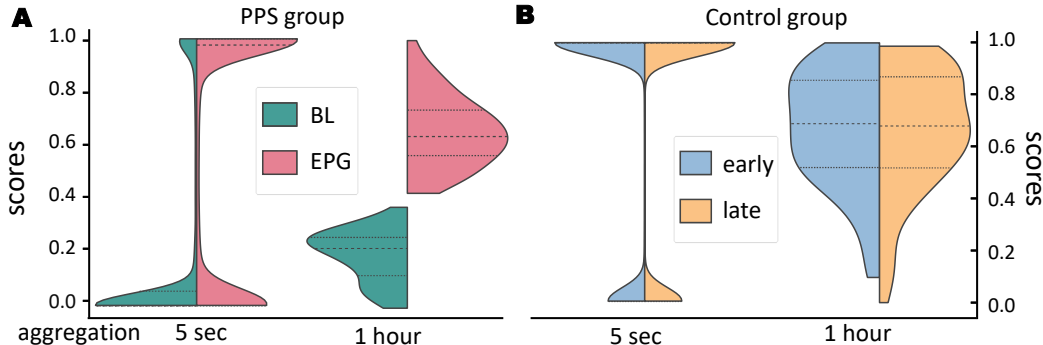 A
PPS group
1.0
0.8
0.6
0.4
0.2
0.0
scores
BL
EPG
aggregation
5 sec
1 hour
B
Control group
early
late
1.0
0.8
0.6
0.4
0.2
0.0
scores
5 sec
1 hour